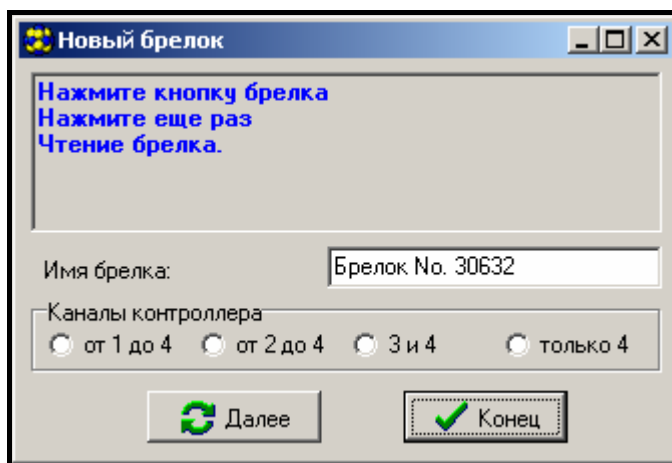 Новый брелок
Нажмите кнопку брелка
Нажмите еще раз
Чтение брелка.
Имя брелка: Брелок No. 30632
Каналы контроллера
от 1 до 4 от 2 до 4 3 и 4 только 4
Далее Конец